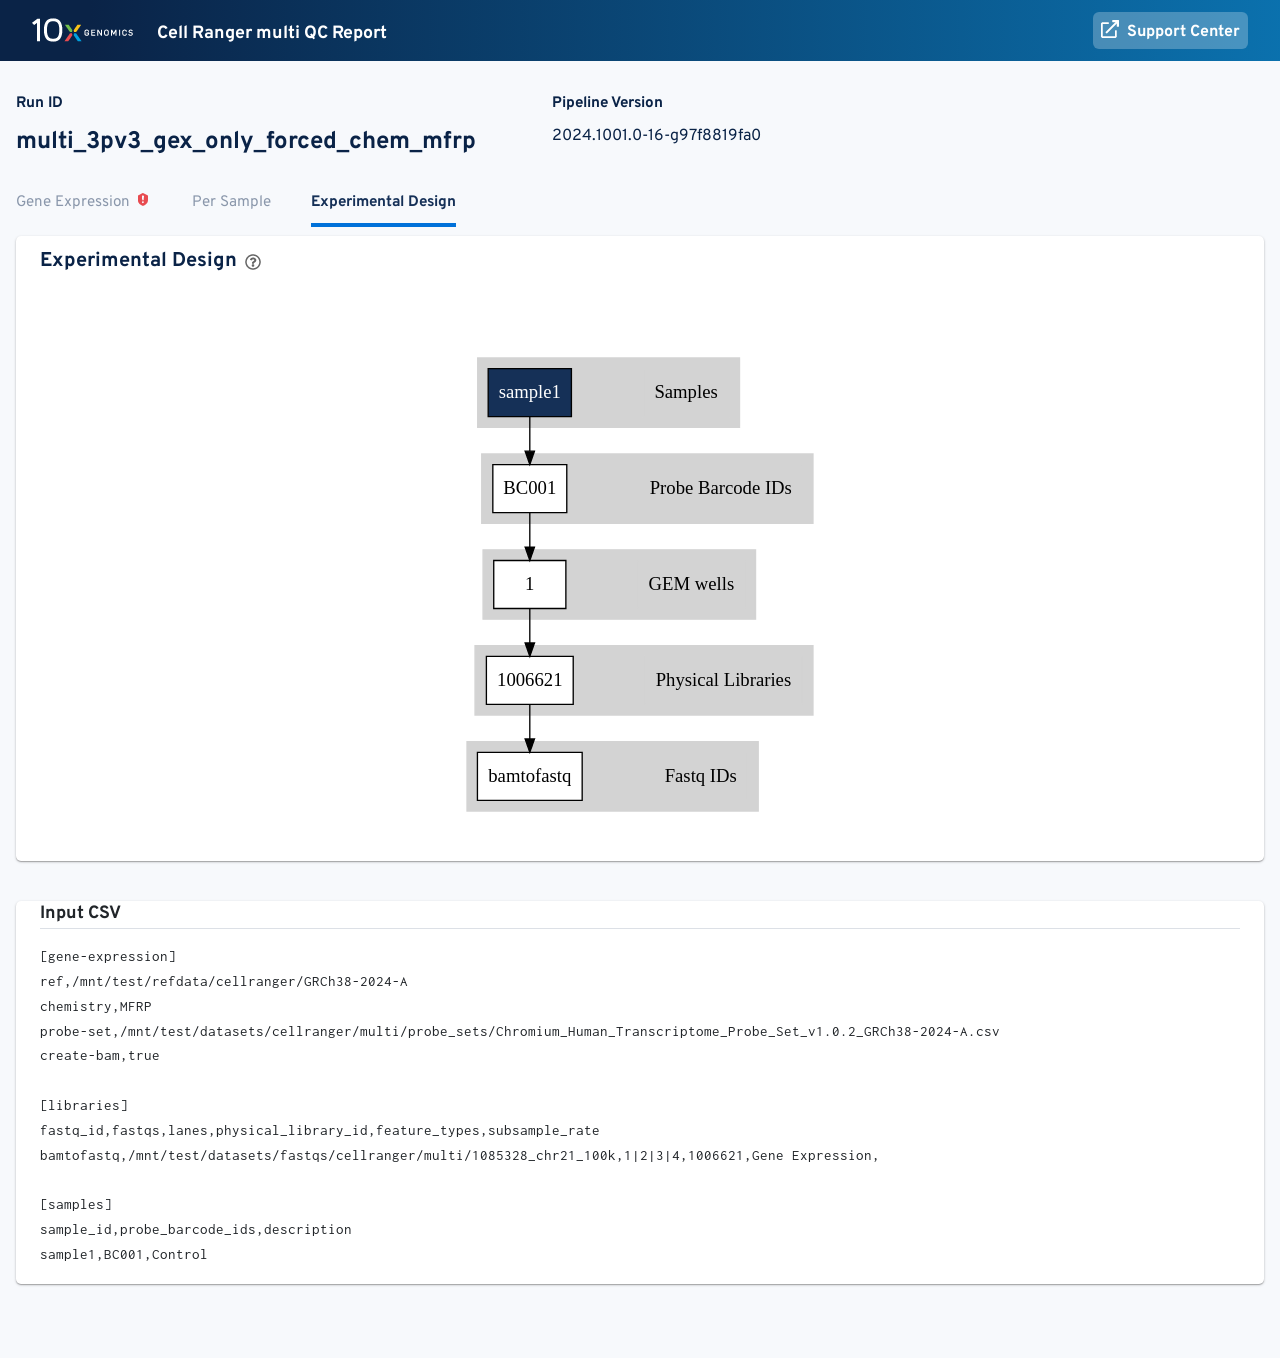 10x GENOMICS Cell Ranger multi QC Report Support Center
Run ID
multi_3pv3_gex_only_forced_chem_mfrp
Pipeline Version
2024.1001.0-16-g97f8819fa0
Gene Expression Per Sample Experimental Design
Experimental Design
sample1 Samples
BC001 Probe Barcode IDs
1 GEM wells
1006621 Physical Libraries
bamtofastq Fastq IDs
Input CSV
[gene-expression]
ref,/mnt/test/refdata/cellranger/GRCh38-2024-A
chemistry,MFRP
probe-set,/mnt/test/datasets/cellranger/multi/probe_sets/Chromium_Human_Transcriptome_Probe_Set_v1.0.2_GRCh38-2024-A.csv
create-bam,true
[libraries]
fastq_id,fastqs,lanes,physical_library_id,feature_types,subsample_rate
bamtofastq,/mnt/test/datasets/fastqs/cellranger/multi/1085328_chr21_100k,1|2|3|4,1006621,Gene Expression,
[samples]
sample_id,probe_barcode_ids,description
sample1,BC001,Control